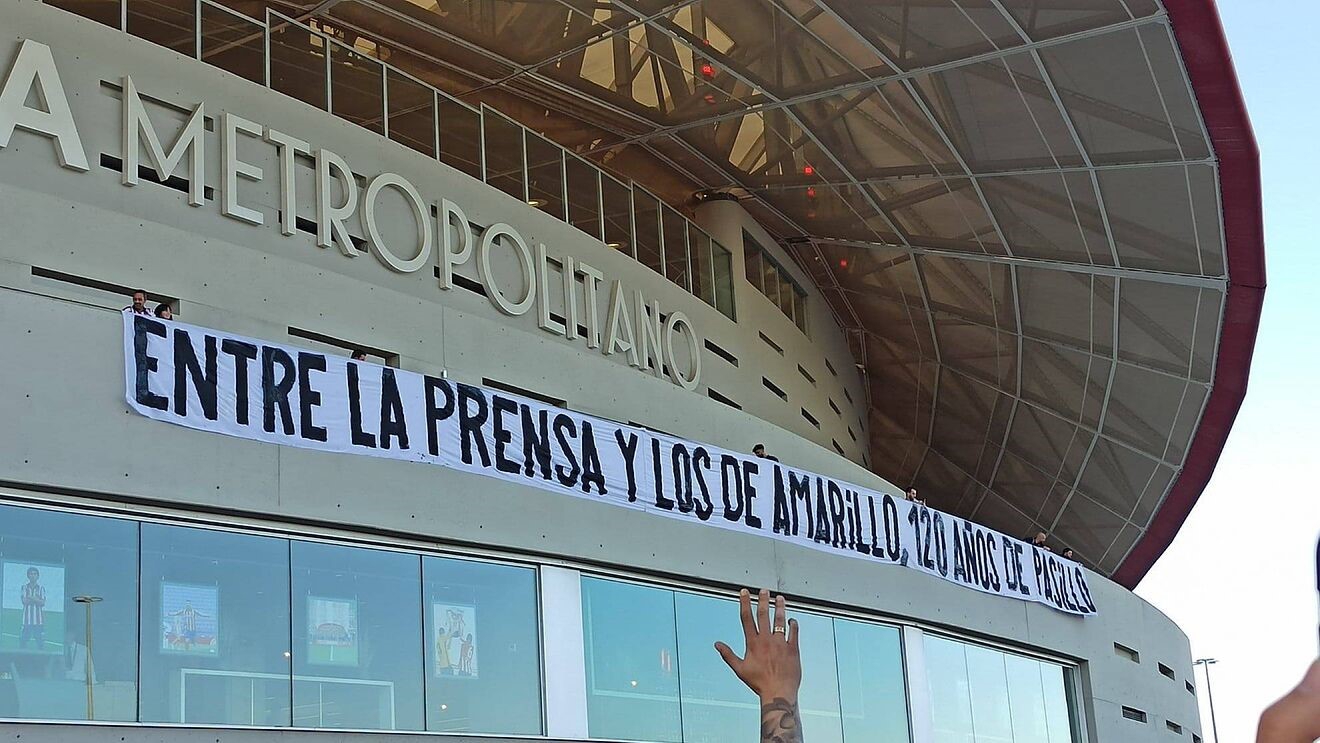 A METROPOLITANO
ENTRE LA PRENSA Y LOS DE AMARiLLO, 120 AÑOS DE PASiLLO